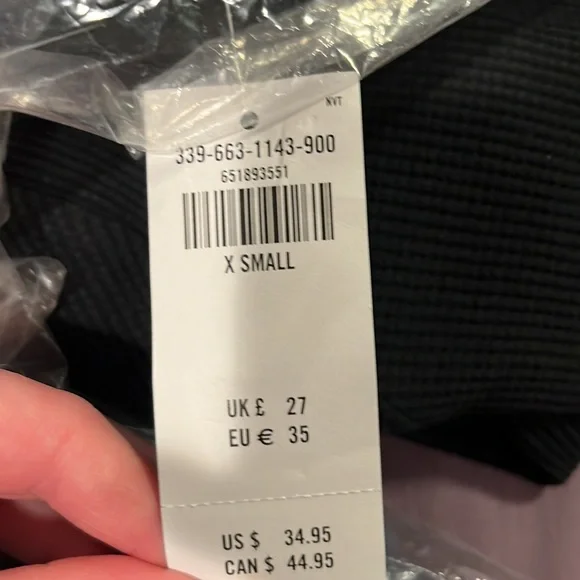 NVT
339-663-1143-900
651893551
X SMALL
UK £ 27
EU € 35
US $ 34.95
CAN $ 44.95